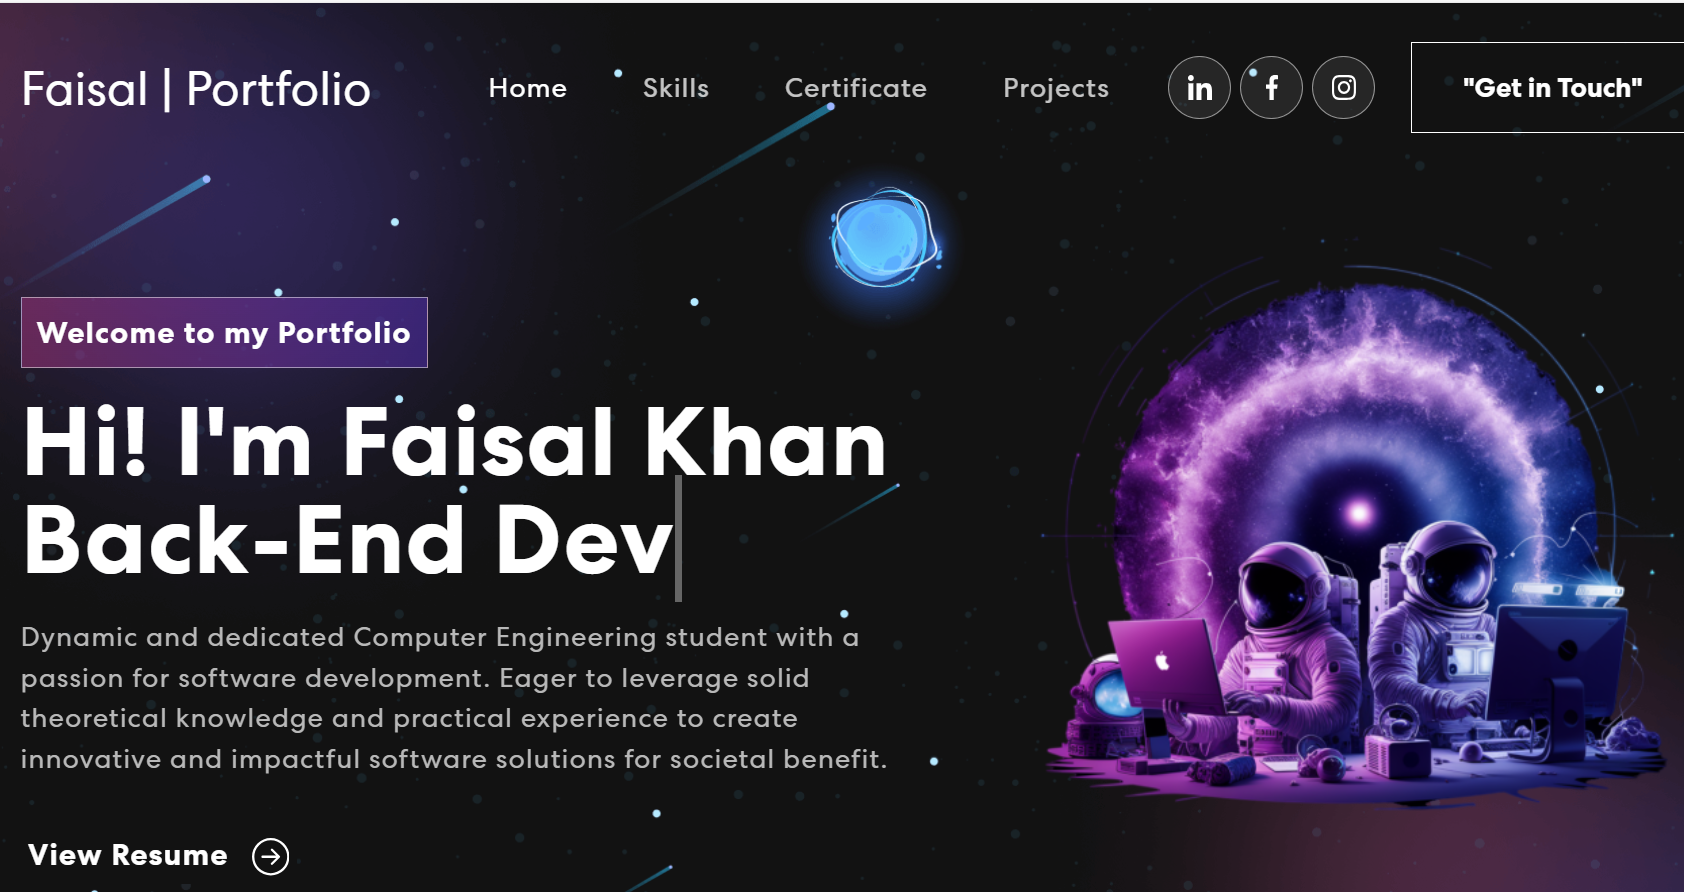 Faisal | Portfolio
Home
Skills
Certificate
Projects
in
f
"Get in Touch"
Welcome to my Portfolio
Hi! I'm Faisal Khan
Back-End Dev
Dynamic and dedicated Computer Engineering student with a
passion for software development. Eager to leverage solid
theoretical knowledge and practical experience to create
innovative and impactful software solutions for societal benefit.
View Resume